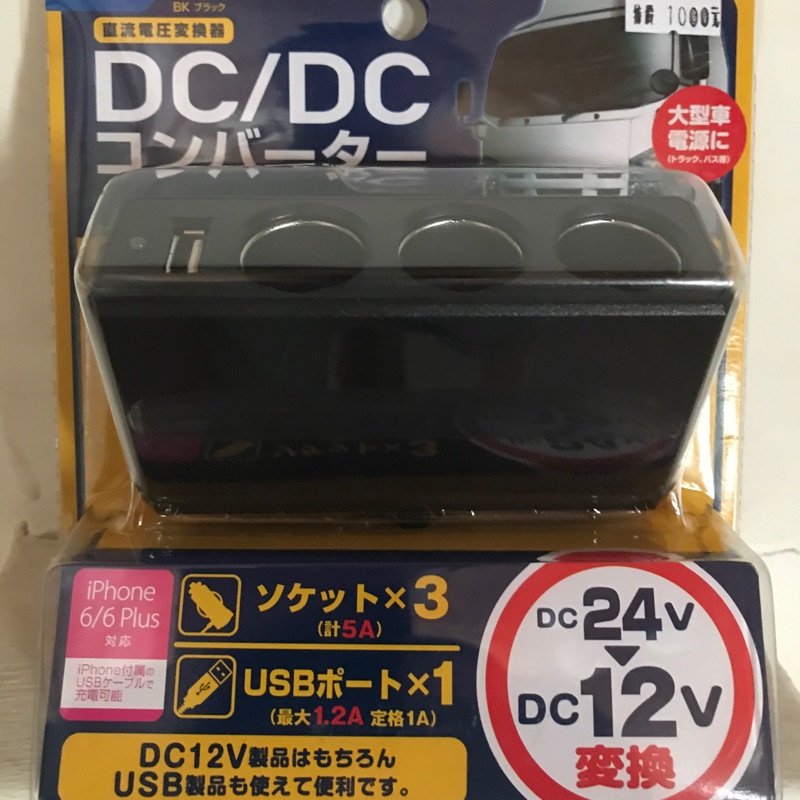 BK ブラック
直流電圧変換器
DC/DC
コンバーター
1000元
大型車
電源に
(トラック、バス等)
ソケット×3
iPhone
6/6 Plus
対応
iPhone付属の
USBケーブルで
充電可能
ソケット×3
(計5A)
USBポート×1
(最大1.2A 定格1A)
DC12V製品はもちろん
USB製品も使えて便利です。
DC24V
DC12V
変換